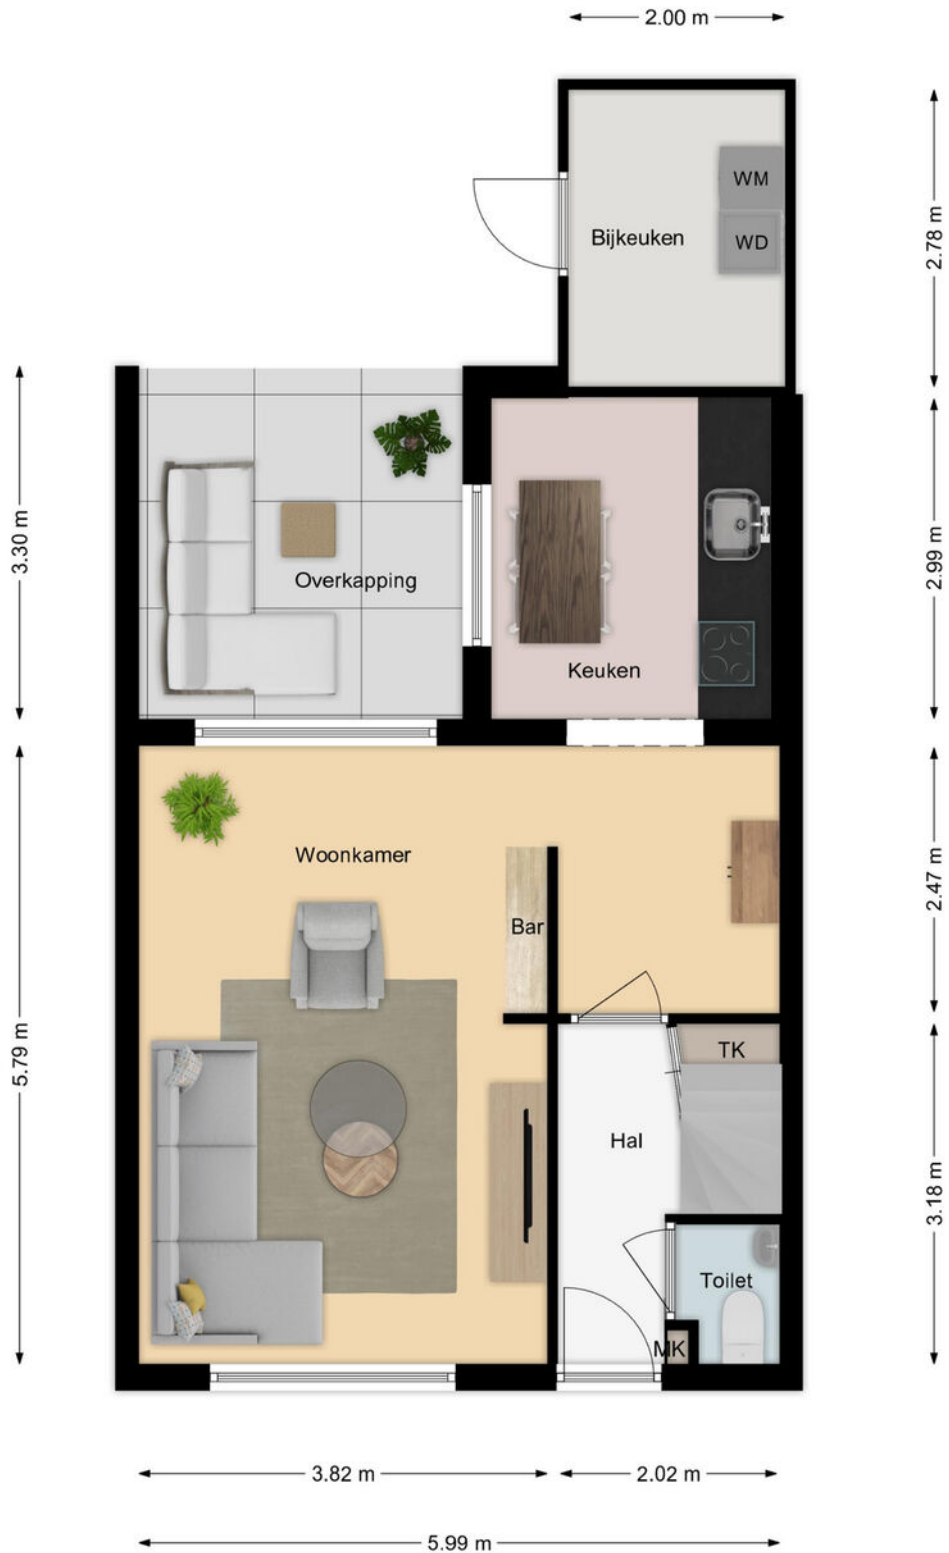 2.00 m
WM
Bijkeuken
WD
2.78 m
3.30 m
Overkapping
2.99 m
Keuken
Woonkamer
2.47 m
Bar
5.79 m
TK
Hal
3.18 m
Toilet
MK
3.82 m
2.02 m
5.99 m